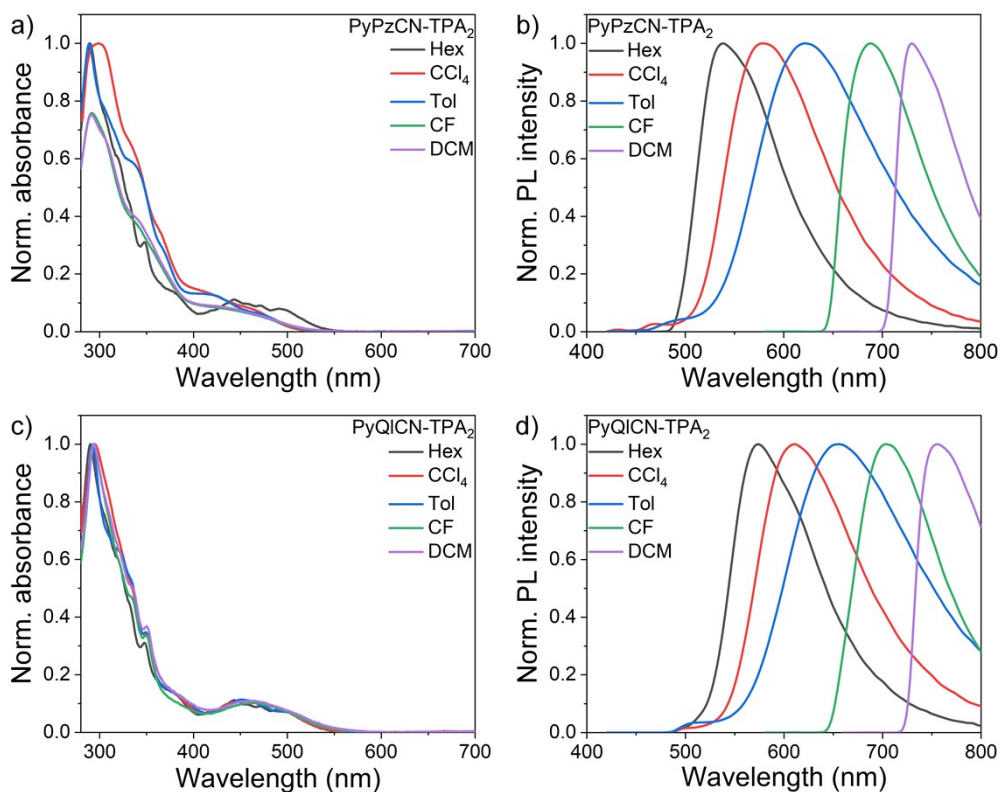 a)
PyPzCN-TPA₂
Hex
CCl₄
Tol
CF
DCM
Norm. absorbance
1.0
0.8
0.6
0.4
0.2
0.0
300 400 500 600 700
Wavelength (nm)
b)
PyPzCN-TPA₂
Hex
CCl₄
Tol
CF
DCM
Norm. PL intensity
1.0
0.8
0.6
0.4
0.2
0.0
400 500 600 700 800
Wavelength (nm)
c)
PyQlCN-TPA₂
Hex
CCl₄
Tol
CF
DCM
Norm. absorbance
1.0
0.8
0.6
0.4
0.2
0.0
300 400 500 600 700
Wavelength (nm)
d)
PyQlCN-TPA₂
Hex
CCl₄
Tol
CF
DCM
Norm. PL intensity
1.0
0.8
0.6
0.4
0.2
0.0
400 500 600 700 800
Wavelength (nm)